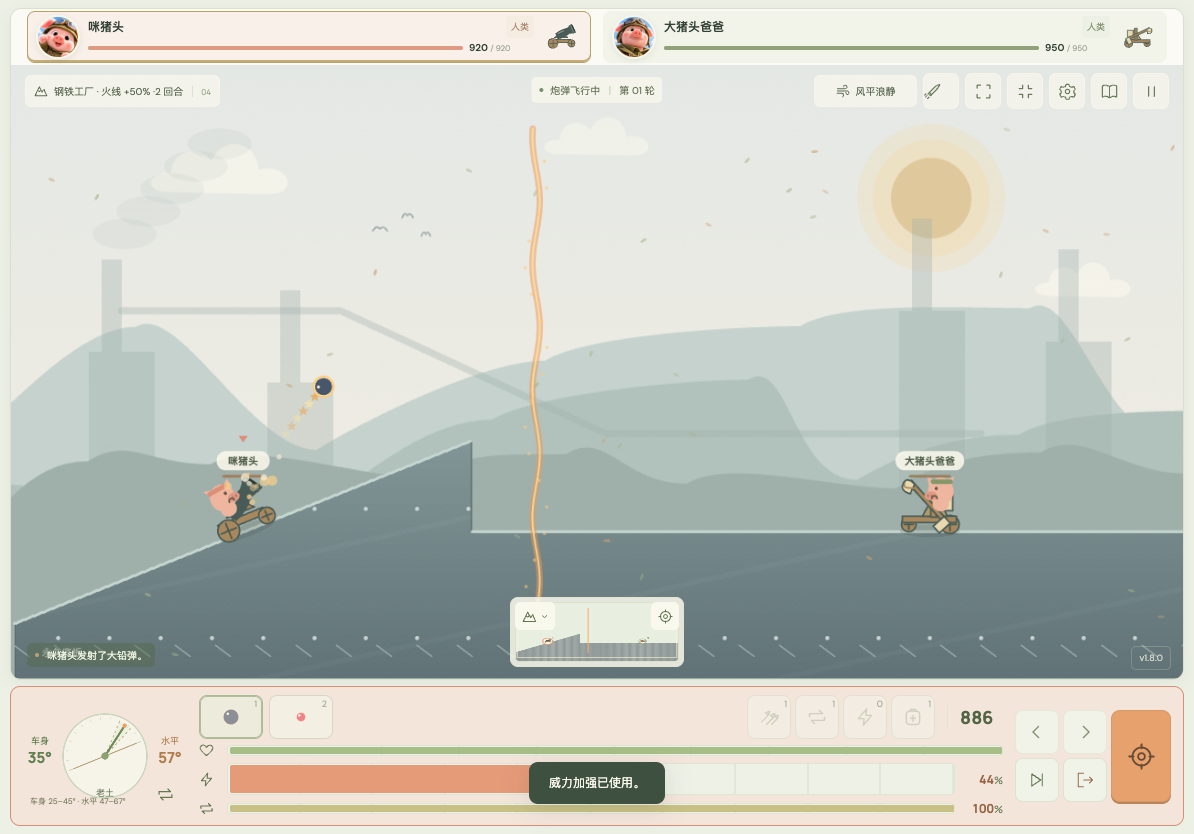 咪猪头
人类
920 / 920
大猪头爸爸
人类
950 / 950
钢铁工厂 · 火线 +50% ·2 回合
04
炮弹飞行中
第 01 轮
风平浪静
咪猪头
大猪头爸爸
咪猪头发射了大铅弹。
v1.8.0
车身
35°
水平
57°
老士
车身 25–45° · 水平 47–67°
1
2
1
1
0
1
886
44%
100%
威力加强已使用。